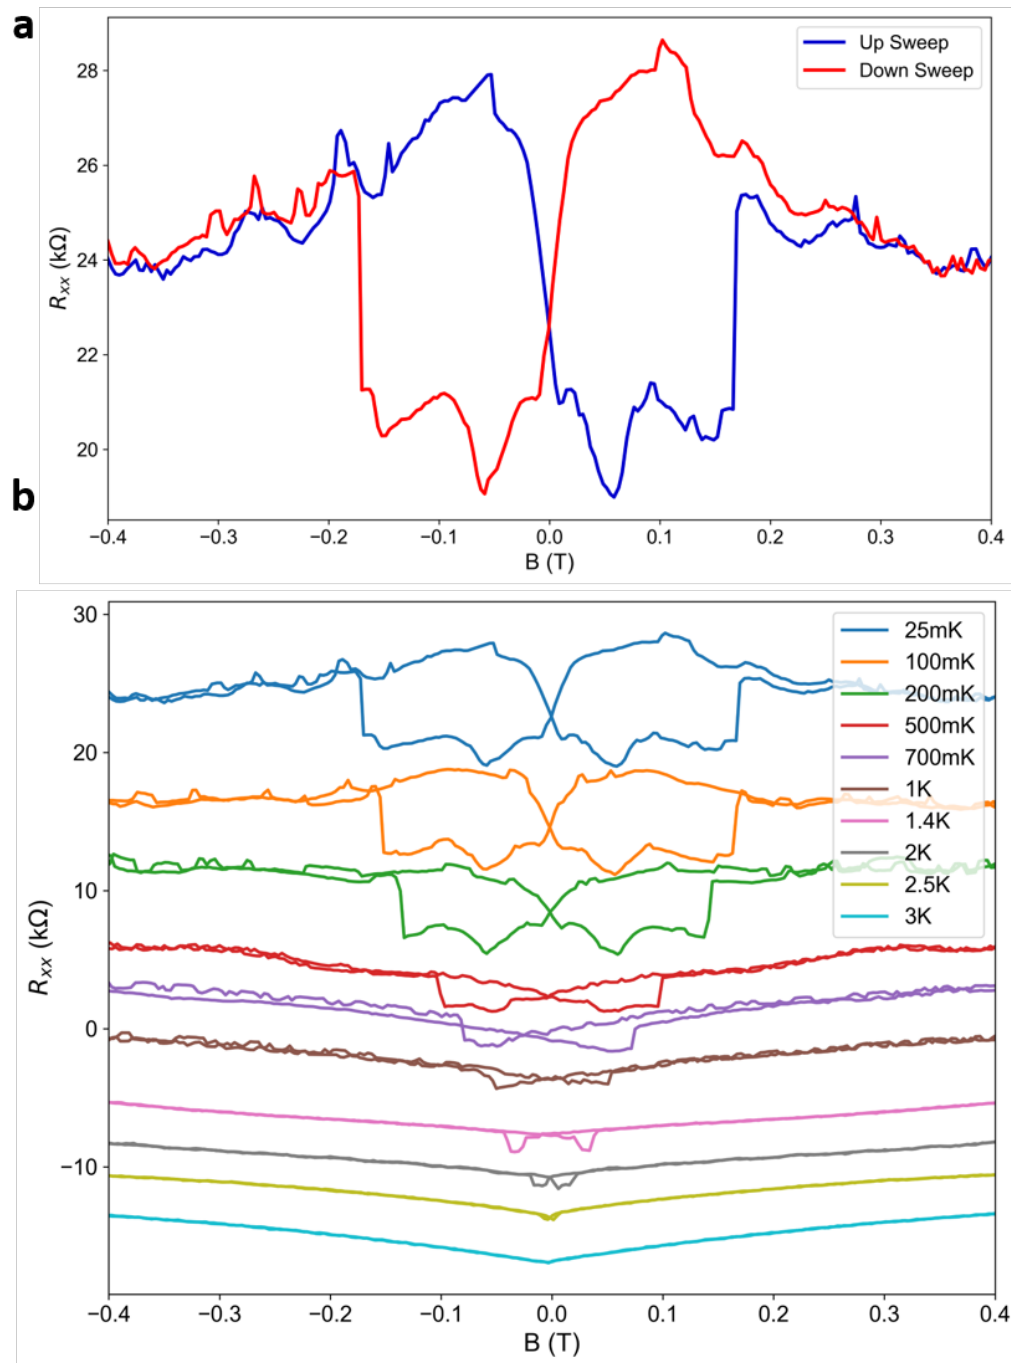 a
28
26
24
22
20
R_xx (kΩ)
Up Sweep
Down Sweep
−0.4 −0.3 −0.2 −0.1 0.0 0.1 0.2 0.3 0.4
B (T)
b
30
20
10
0
−10
R_xx (kΩ)
25mK
100mK
200mK
500mK
700mK
1K
1.4K
2K
2.5K
3K
−0.4 −0.3 −0.2 −0.1 0.0 0.1 0.2 0.3 0.4
B (T)